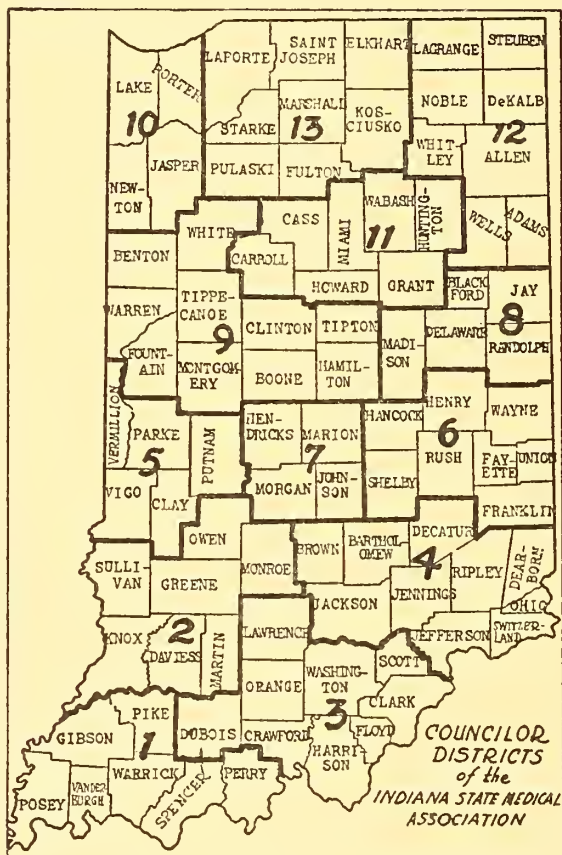 LAPORTE
SAINT
JOSEPH
ELKHART
LAGRANGE
STEUBEN
LAKE
PORTER
10
NOBLE
DeKALB
MARSHALL
13
STARKE
KOS-
CIUSKO
12
WHIT-
LEY
ALLEN
JASPER
NEW-
TON
PULASKI
FULTON
WHITE
CASS
MIAMI
WABASH
11
HUNTING-
TON
WELLS
ADAMS
BENTON
CARROLL
HOWARD
GRANT
BLACK
FORD
JAY
8
WARREN
TIPPE-
CANOE
9
CLINTON
TIPTON
MADI-
SON
DELAWARE
RANDOLPH
FOUNT-
AIN
MONTGOM-
ERY
BOONE
HAMIL-
TON
VERMILLION
PARKE
5
PUTNAM
HEN-
DRICKS
MARION
7
HANCOCK
HENRY
6
WAYNE
RUSH
FAY-
ETTE
UNION
VIGO
CLAY
MORGAN
JOHN-
SON
SHELBY
FRANKLIN
OWEN
DECATUR
4
SULLI-
VAN
GREENE
MONROE
BROWN
BARTHOL
OMEW
RIPLEY
DEAR-
BORN
JENNINGS
OHIO
JACKSON
JEFFERSON
SWITZER-
LAND
KNOX
2
DAVIESS
MARTIN
LAWRENCE
WASHING-
TON
SCOTT
ORANGE
3
CLARK
PIKE
GIBSON
1
DUBOIS
CRAWFORD
FLOYD
HARRI-
SON
POSEY
VANDER-
BURGH
WARRICK
SPENCER
PERRY
COUNCILOR
DISTRICTS
of the
INDIANA STATE MEDICAL
ASSOCIATION